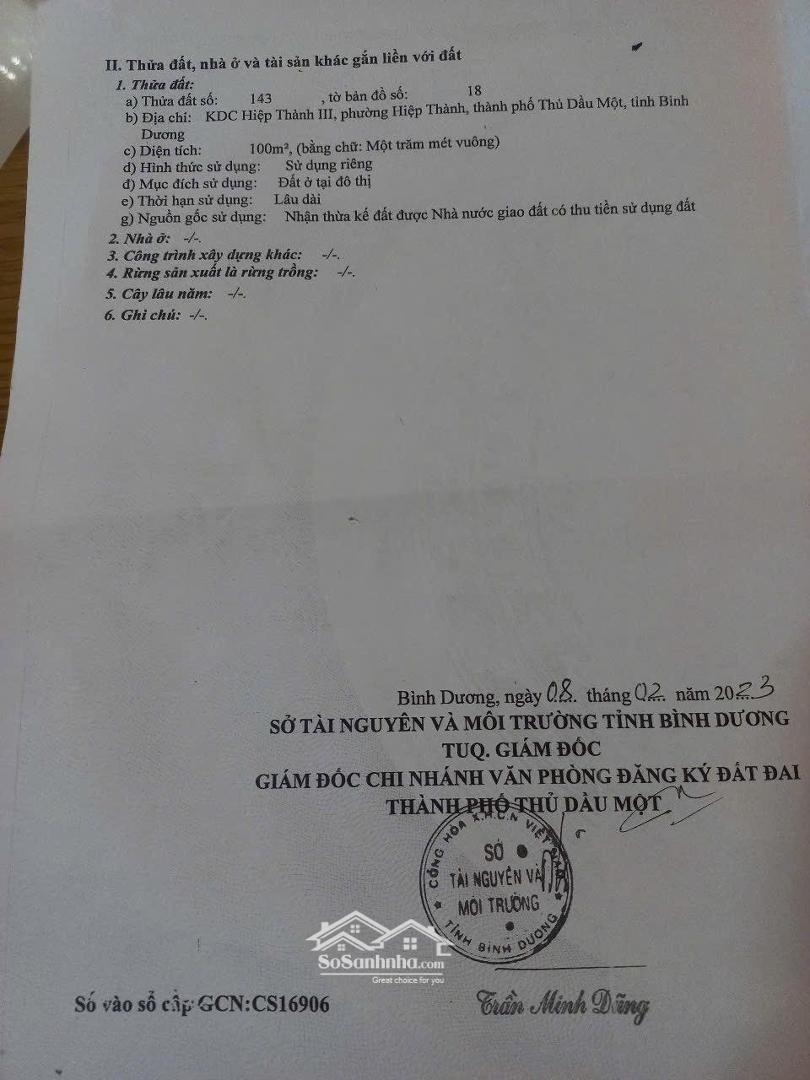 II. Thửa đất, nhà ở và tài sản khác gắn liền với đất
1. Thửa đất:
a) Thửa đất số: 143 , tờ bản đồ số: 18
b) Địa chỉ: KDC Hiệp Thành III, phường Hiệp Thành, thành phố Thủ Dầu Một, tỉnh Bình
Dương
c) Diện tích: 100m², (bằng chữ: Một trăm mét vuông)
d) Hình thức sử dụng: Sử dụng riêng
đ) Mục đích sử dụng: Đất ở tại đô thị
e) Thời hạn sử dụng: Lâu dài
g) Nguồn gốc sử dụng: Nhận thừa kế đất được Nhà nước giao đất có thu tiền sử dụng đất
2. Nhà ở: -/-.
3. Công trình xây dựng khác: -/-.
4. Rừng sản xuất là rừng trồng: -/-.
5. Cây lâu năm: -/-.
6. Ghi chú: -/-.
Bình Dương, ngày 08 tháng 02 năm 2023
SỞ TÀI NGUYÊN VÀ MÔI TRƯỜNG TỈNH BÌNH DƯƠNG
TUQ. GIÁM ĐỐC
GIÁM ĐỐC CHI NHÁNH VĂN PHÒNG ĐĂNG KÝ ĐẤT ĐAI
THÀNH PHỐ THỦ DẦU MỘT
CỘNG HÒA X.H.C.N VIỆT NAM
SỞ
TÀI NGUYÊN VÀ
MÔI TRƯỜNG
TỈNH BÌNH DƯƠNG
SoSanhnha.com
Great choice for you
Số vào sổ cấp GCN:CS16906
Trần Minh Dũng